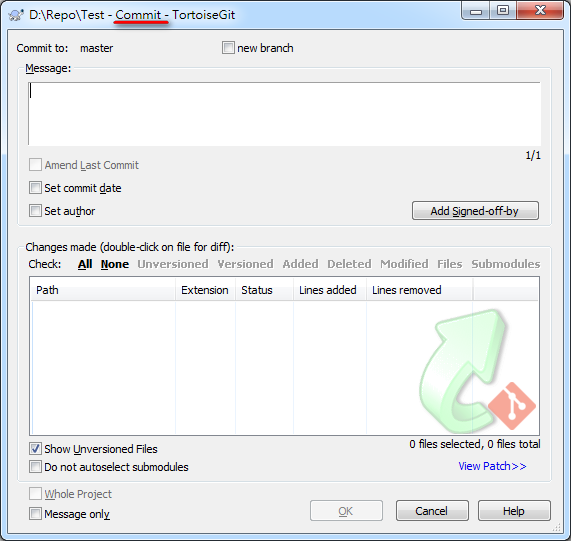 D:\Repo\Test - Commit - TortoiseGit
Commit to: master new branch
Message:
1/1
Amend Last Commit
Set commit date
Set author Add Signed-off-by
Changes made (double-click on file for diff):
Check: All None Unversioned Versioned Added Deleted Modified Files Submodules
Path Extension Status Lines added Lines removed
Show Unversioned Files 0 files selected, 0 files total
Do not autoselect submodules View Patch>>
Whole Project
Message only OK Cancel Help